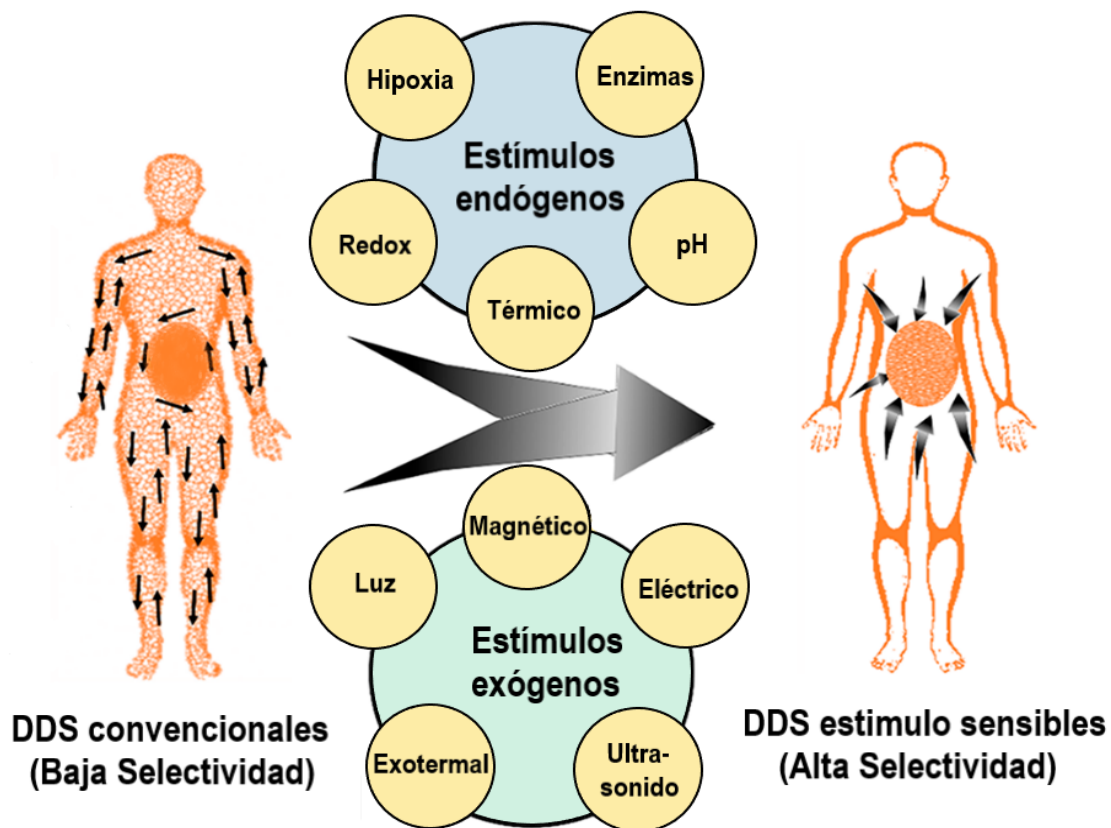 Hipoxia
Enzimas
Estímulos
endógenos
Redox
pH
Térmico
Magnético
Luz
Eléctrico
Estímulos
exógenos
Exotermal
Ultra-
sonido
DDS convencionales
(Baja Selectividad)
DDS estimulo sensibles
(Alta Selectividad)